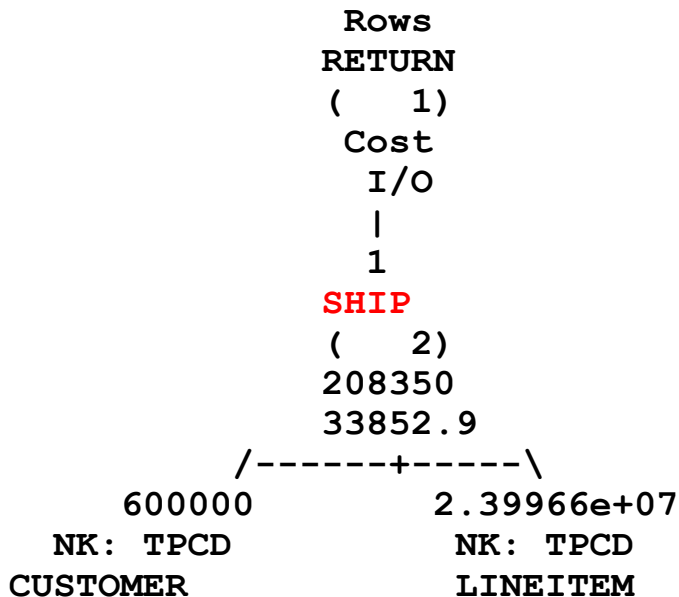 Rows
RETURN
(   1)
Cost
I/O
|
1
SHIP
(   2)
208350
33852.9
/------+-----\
600000 2.39966e+07
NK: TPCD NK: TPCD
CUSTOMER LINEITEM